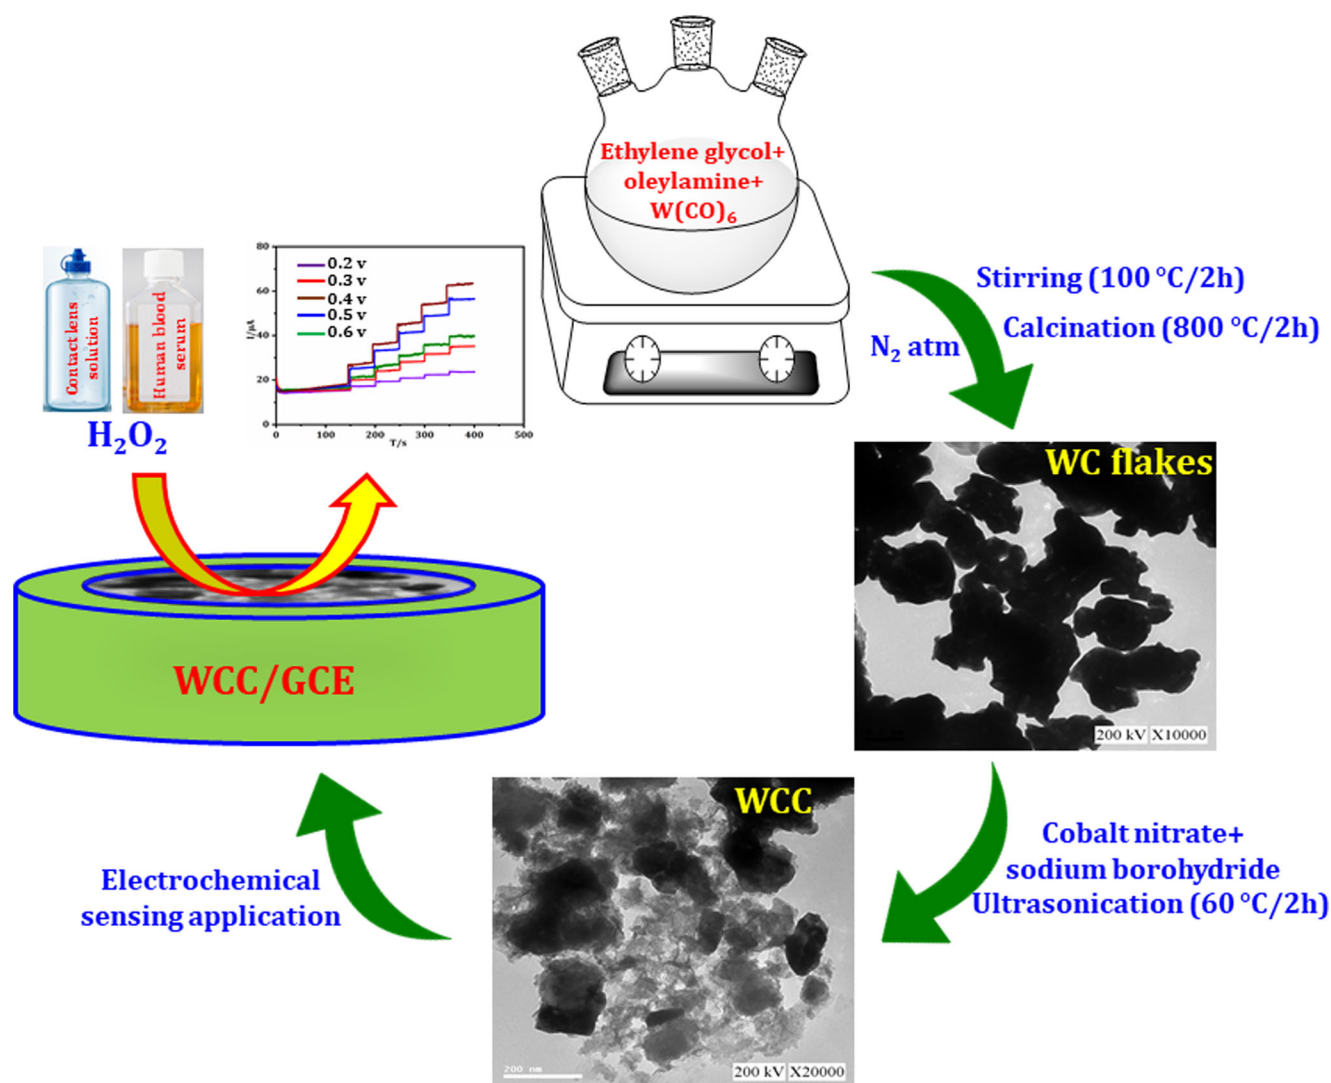 Ethylene glycol+
oleylamine+
W(CO)₆
Stirring (100 °C/2h)
Calcination (800 °C/2h)
N₂ atm
WC flakes
200 kV X10000
Cobalt nitrate+
sodium borohydride
Ultrasonication (60 °C/2h)
WCC
200 nm
200 kV X20000
Electrochemical
sensing application
WCC/GCE
H₂O₂
Contact lens
solution
Human blood
serum
80
60
40
20
0
I/µA
0.2 v
0.3 v
0.4 v
0.5 v
0.6 v
0 100 200 300 400 500
T/s